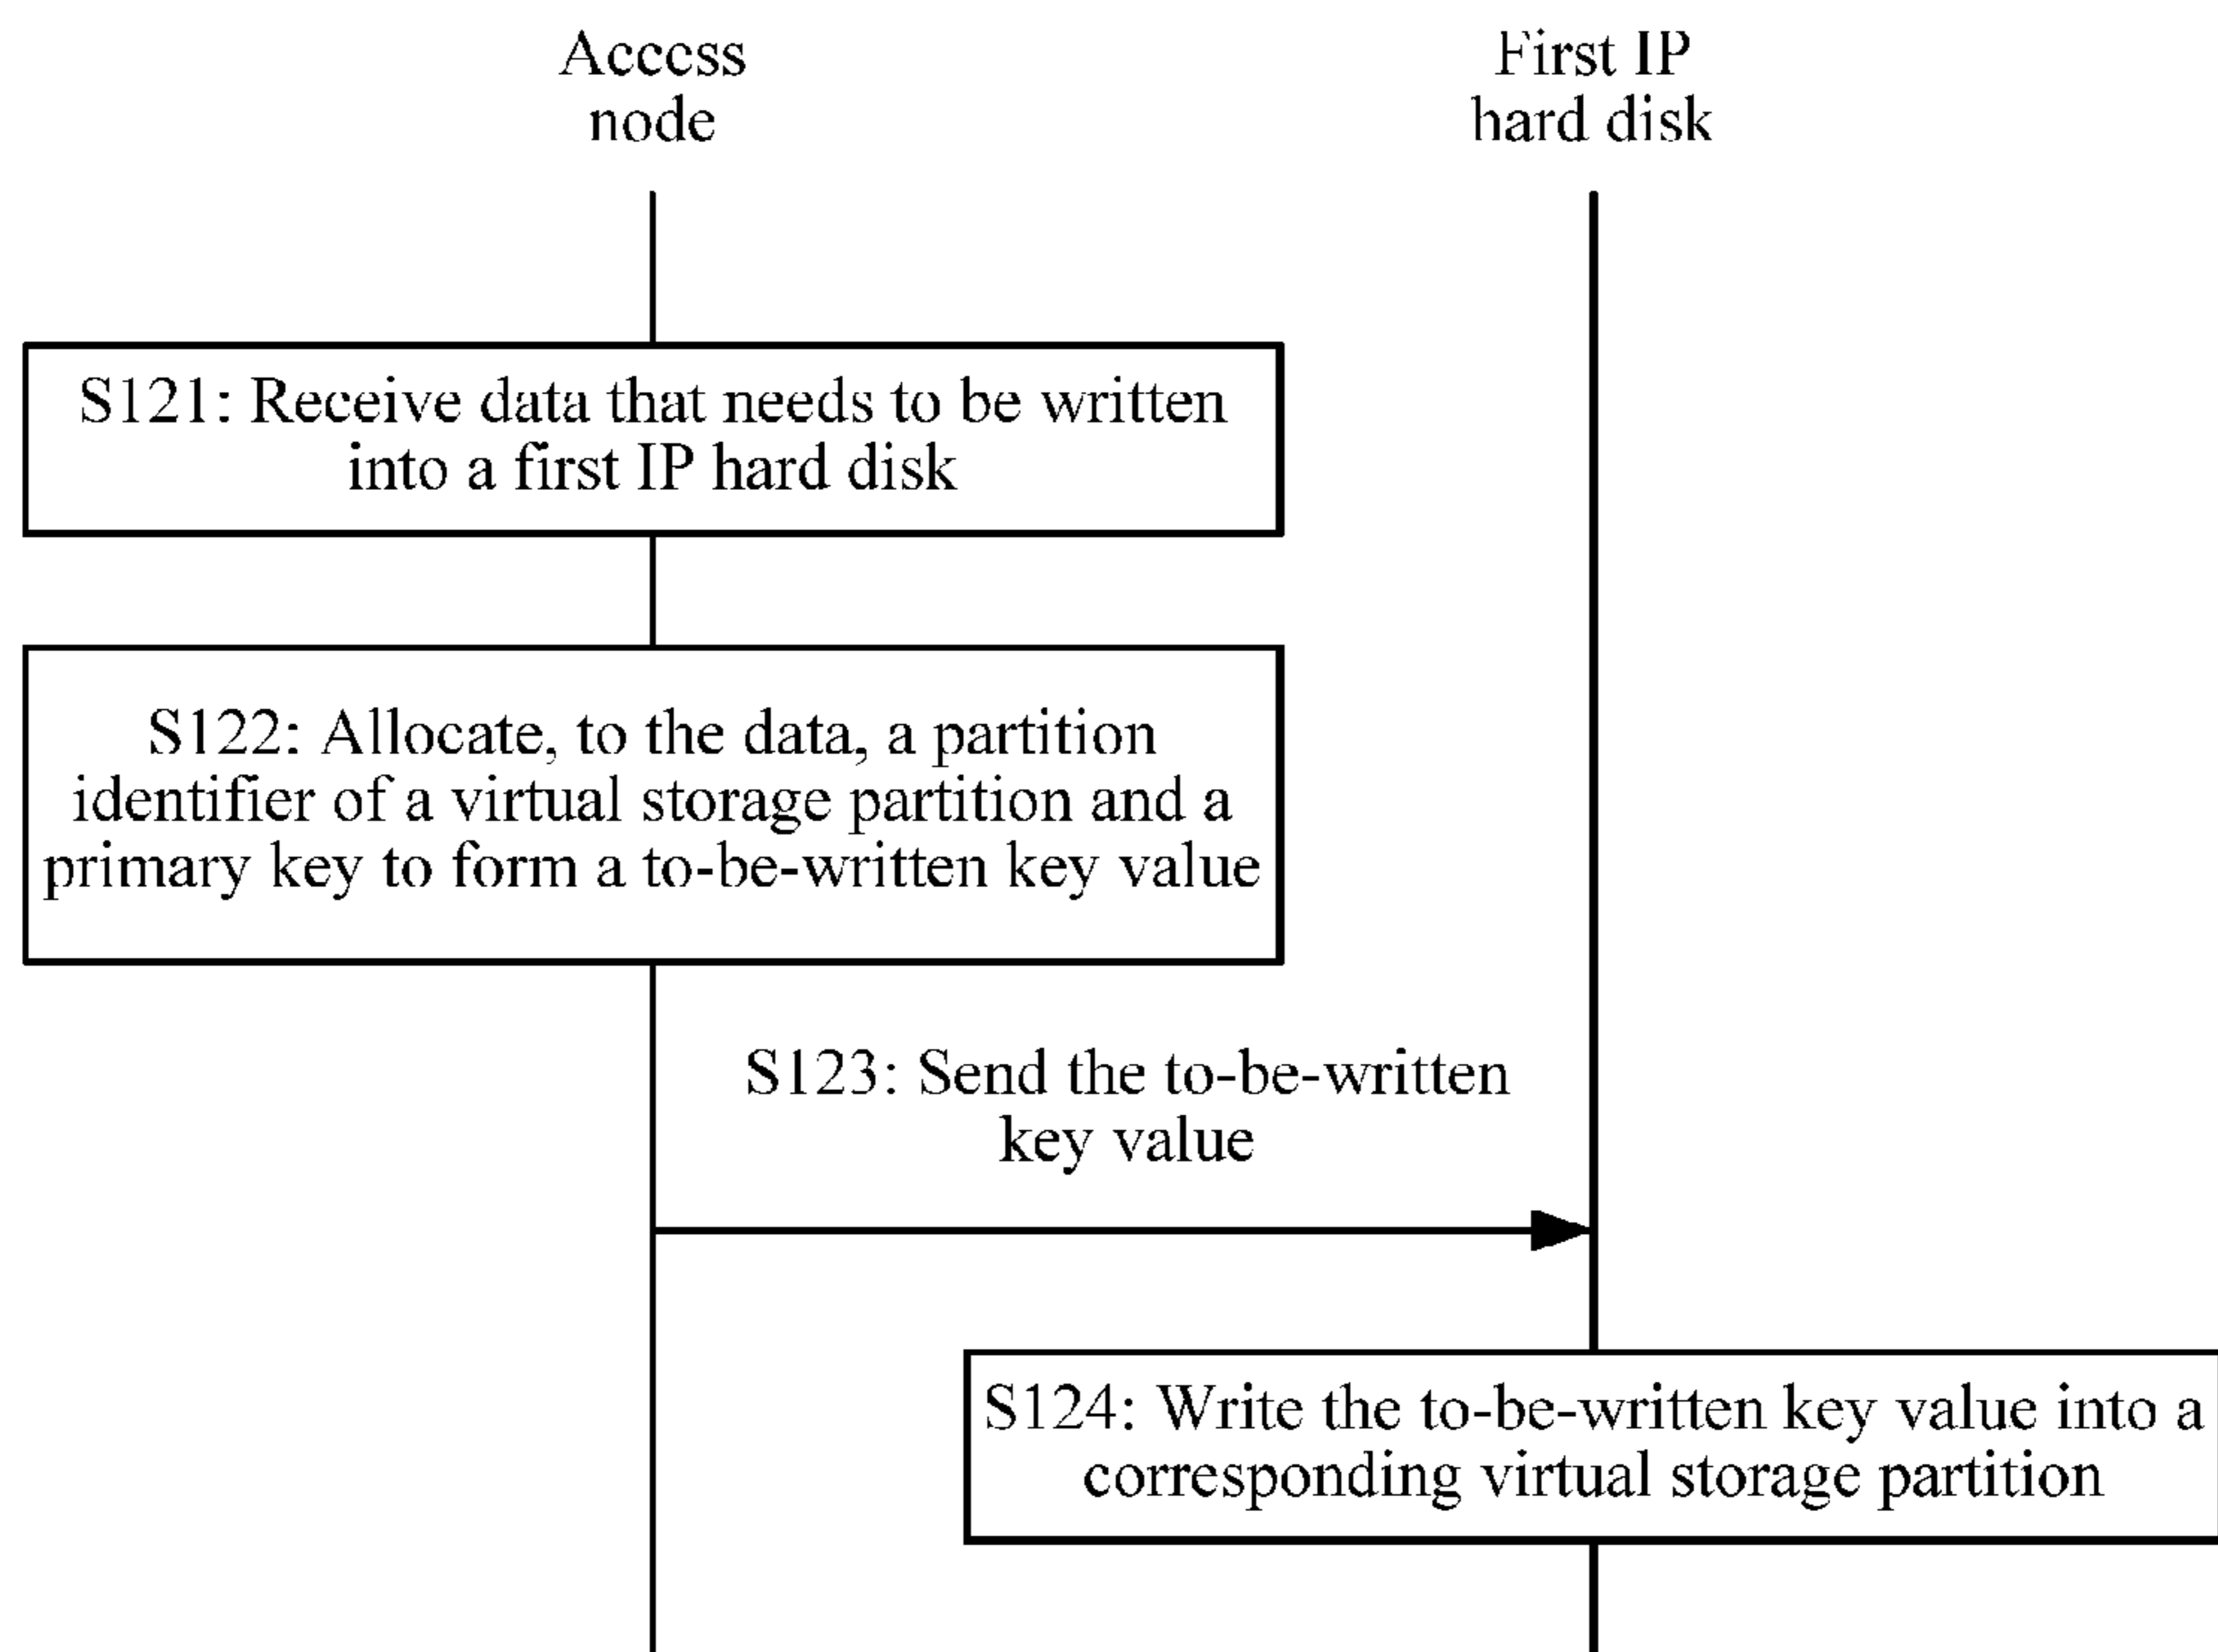 Access
node
First IP
hard disk
S121: Receive data that needs to be written
into a first IP hard disk
S122: Allocate, to the data, a partition
identifier of a virtual storage partition and a
primary key to form a to-be-written key value
S123: Send the to-be-written
key value
S124: Write the to-be-written key value into a
corresponding virtual storage partition